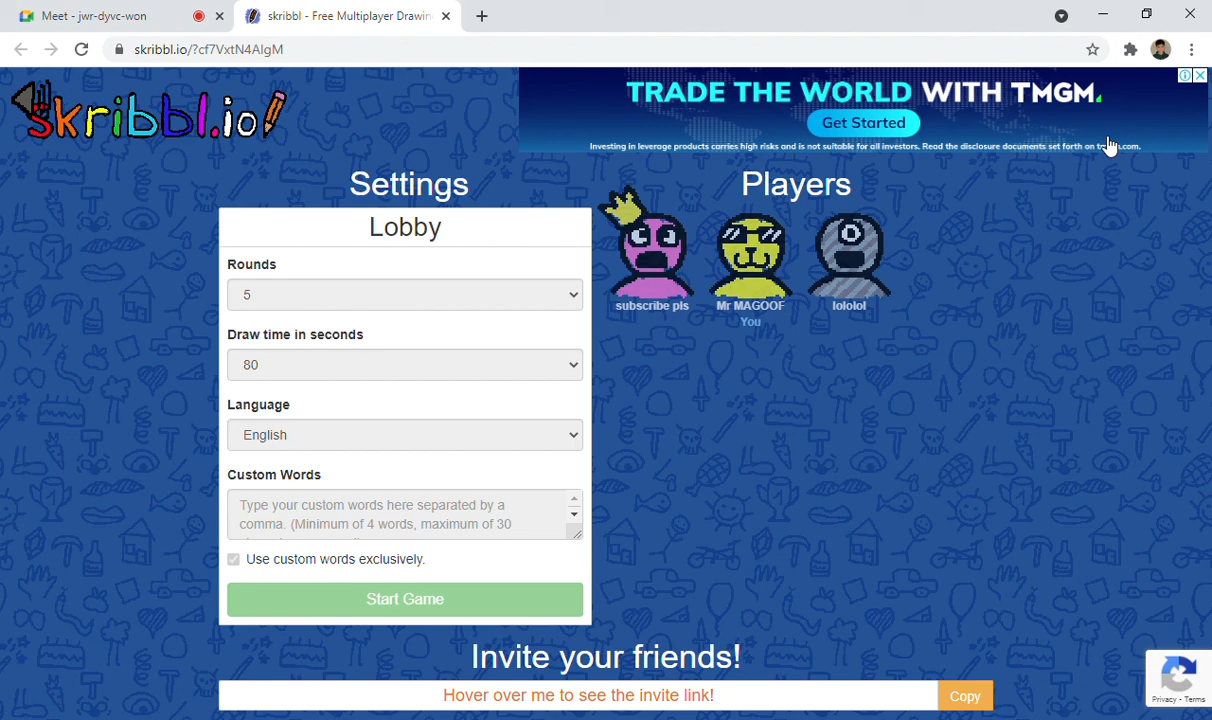 Meet - jwr-dyvc-won
skribbl - Free Multiplayer Drawin
skribbl.io/?cf7VxtN4AlgM
skribbl.io!
TRADE THE WORLD WITH TMGM.
Get Started
Investing in leverage products carries high risks and is not suitable for all investors. Read the disclosure documents set forth on .com.
Settings
Players
Lobby
Rounds
5
subscribe pls
Mr MAGOOF
lololol
You
Draw time in seconds
80
Language
English
Custom Words
Type your custom words here separated by a
comma. (Minimum of 4 words, maximum of 30
Use custom words exclusively.
Start Game
Invite your friends!
Hover over me to see the invite link!
Copy
Privacy - Terms